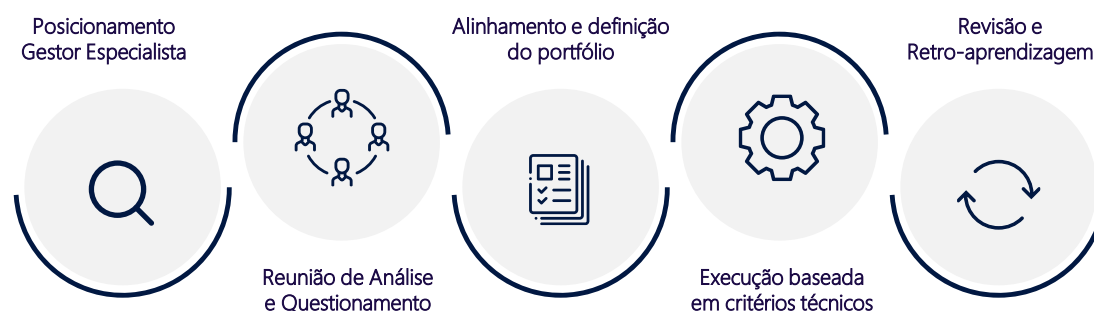 Posicionamento
Gestor Especialista
Reunião de Análise
e Questionamento
Alinhamento e definição
do portfólio
Execução baseada
em critérios técnicos
Revisão e
Retro-aprendizagem